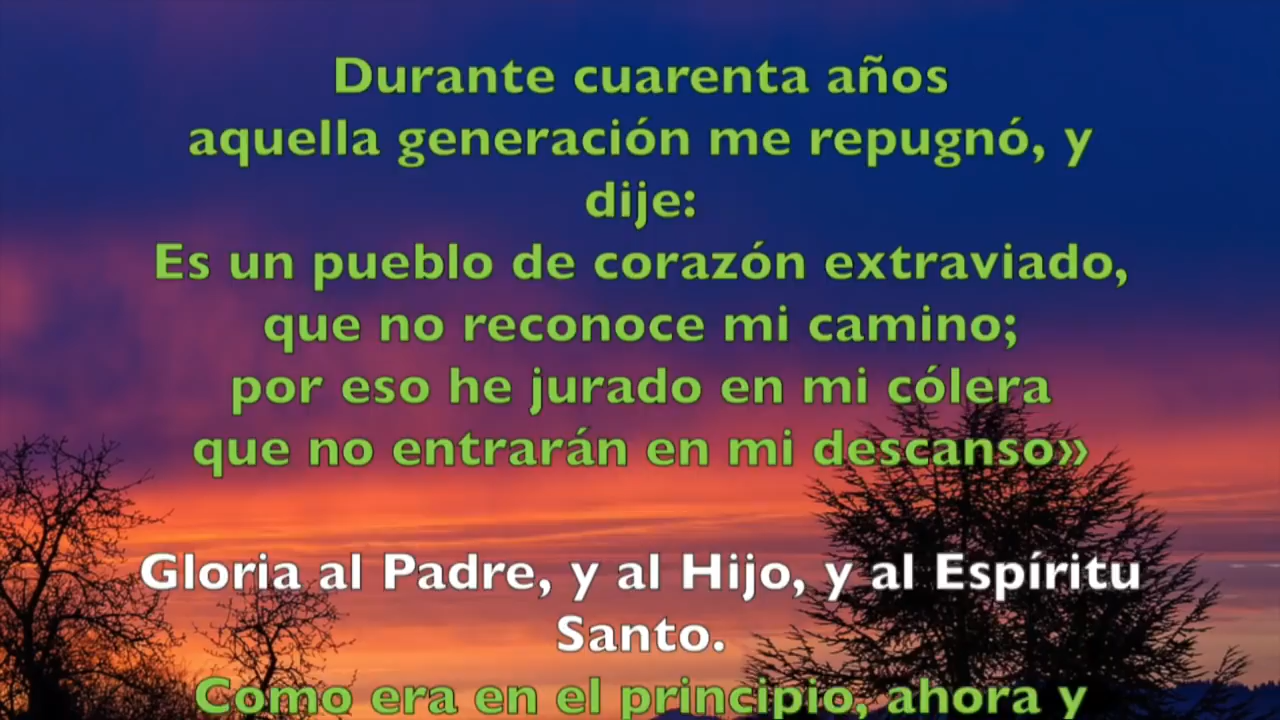 Durante cuarenta años
aquella generación me repugnó, y
dije:
Es un pueblo de corazón extraviado,
que no reconoce mi camino;
por eso he jurado en mi cólera
que no entrarán en mi descanso»
Gloria al Padre, y al Hijo, y al Espíritu
Santo.
Como era en el principio, ahora y